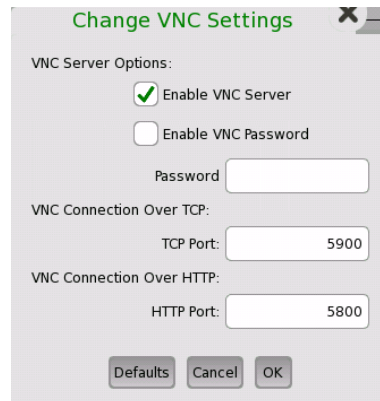 Change VNC Settings
VNC Server Options:
Enable VNC Server
Enable VNC Password
Password
VNC Connection Over TCP:
TCP Port: 5900
VNC Connection Over HTTP:
HTTP Port: 5800
Defaults Cancel OK